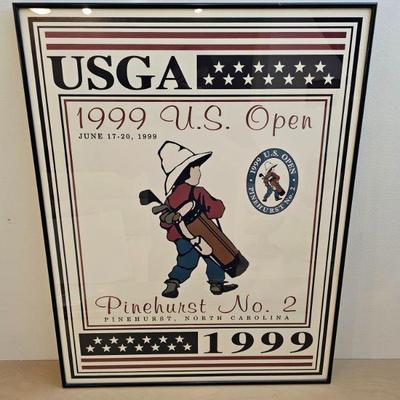 USGA
1999 U.S. Open
JUNE 17-20, 1999
1999 U.S. OPEN
PINEHURST No. 2
Pinehurst No. 2
PINEHURST, NORTH CAROLINA
1999